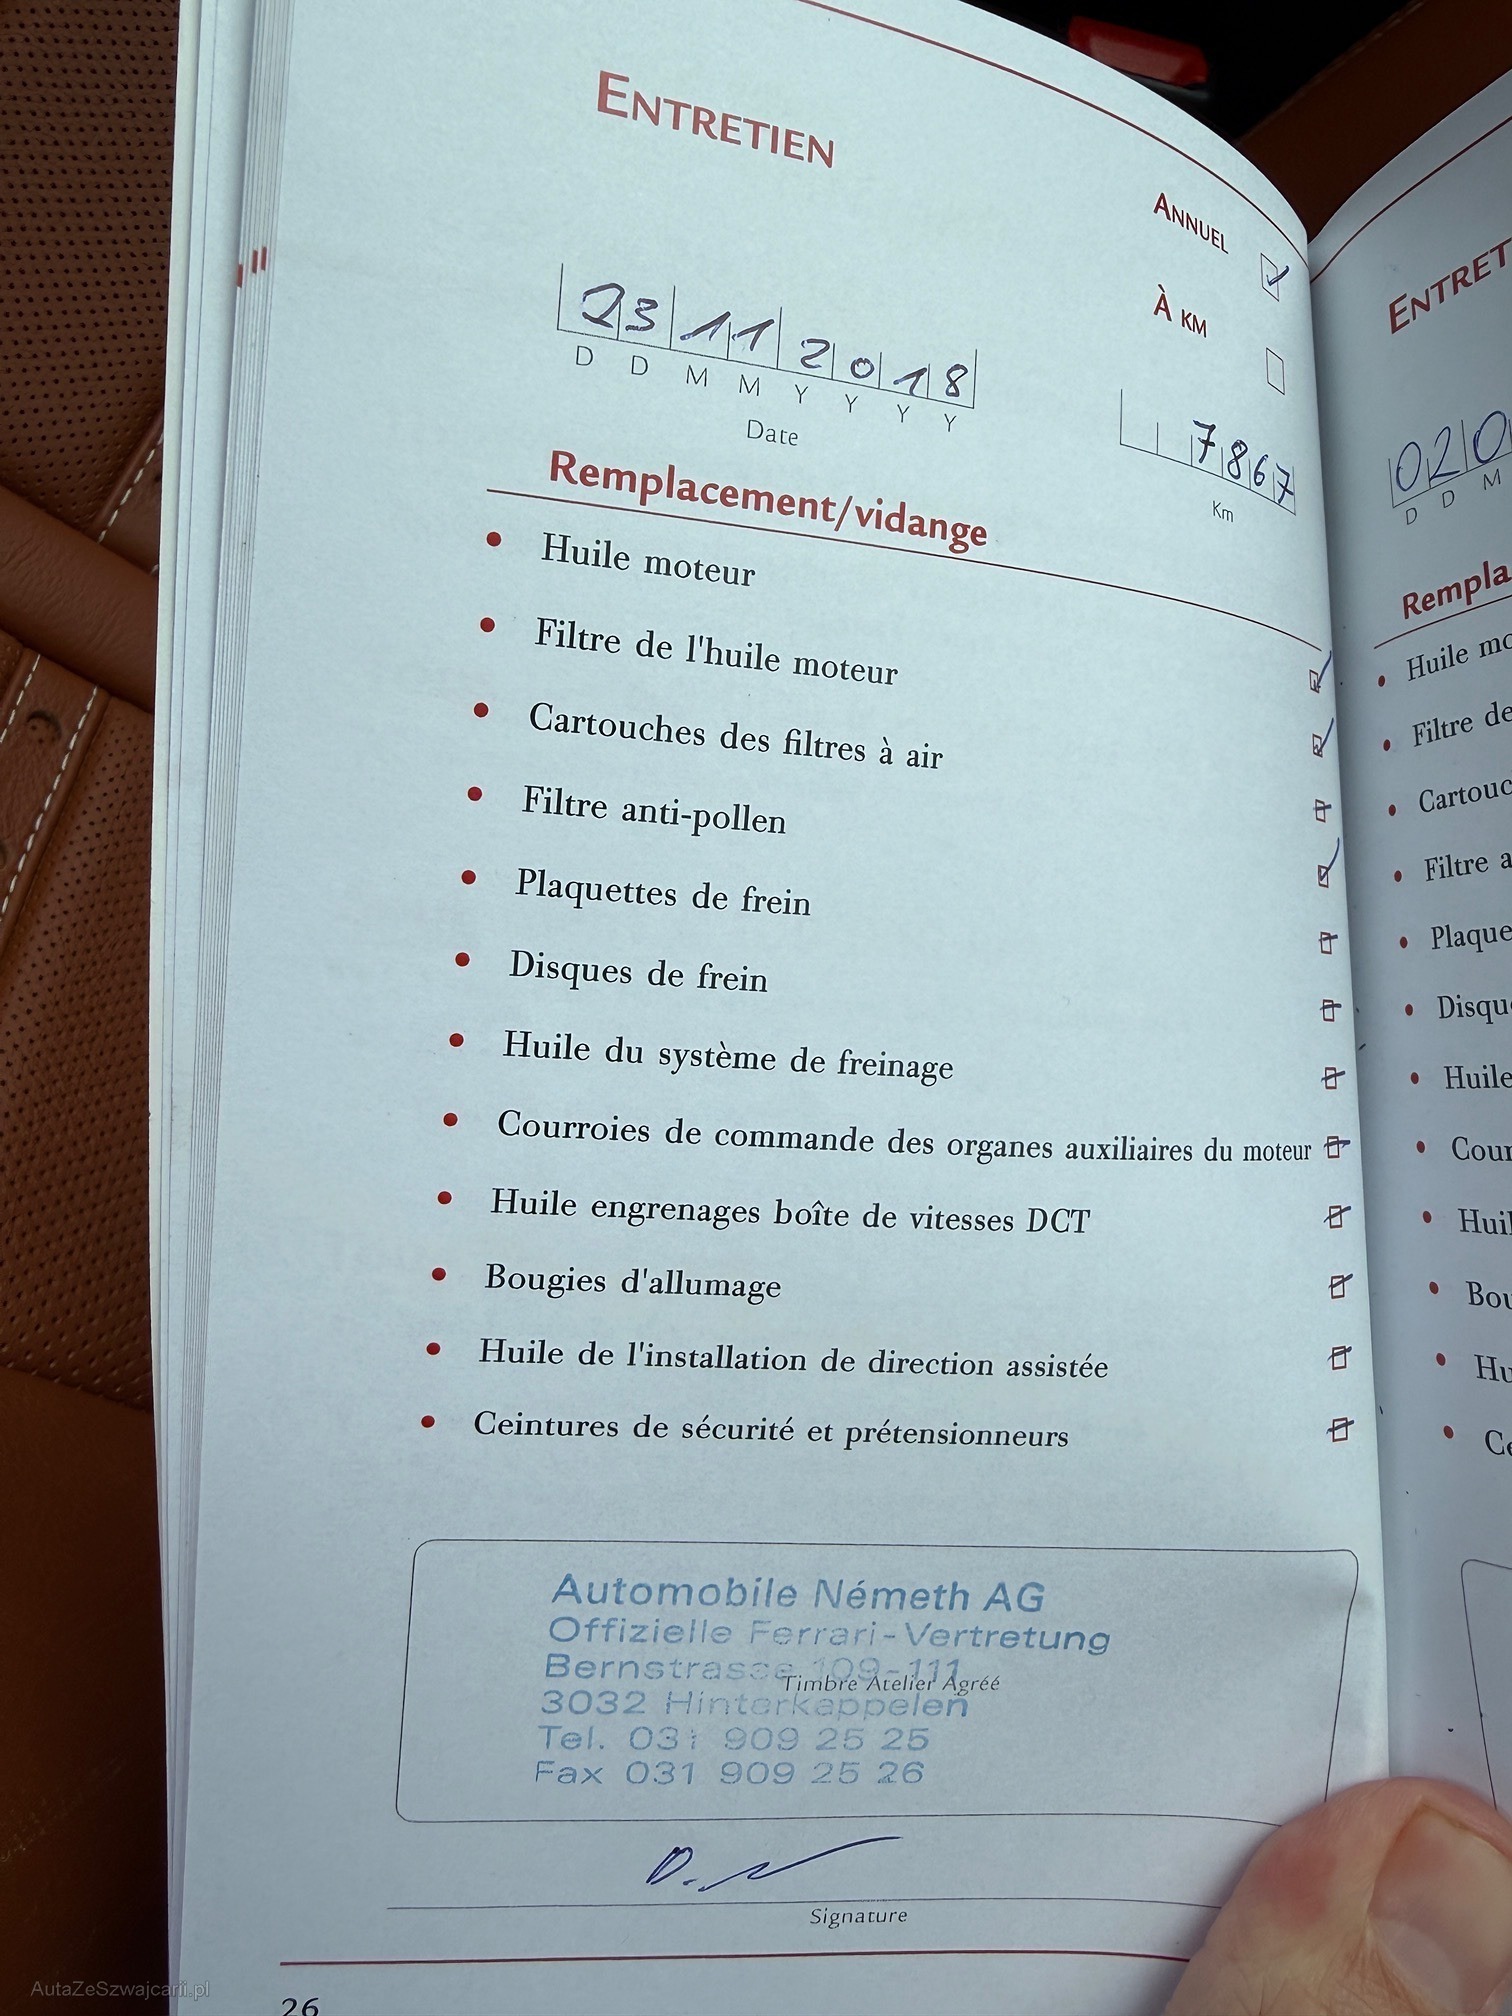 ENTRETIEN
ANNUEL
À KM
23112018
D D M M Y Y Y Y
Date
7867
Km
Remplacement/vidange
• Huile moteur
• Filtre de l'huile moteur
• Cartouches des filtres à air
• Filtre anti-pollen
• Plaquettes de frein
• Disques de frein
• Huile du système de freinage
• Courroies de commande des organes auxiliaires du moteur
• Huile engrenages boîte de vitesses DCT
• Bougies d'allumage
• Huile de l'installation de direction assistée
• Ceintures de sécurité et prétensionneurs
Automobile Németh AG
Offizielle Ferrari-Vertretung
Bernstrasse 109-111
Timbre Atelier Agréé
3032 Hinterkappelen
Tel. 031 909 25 25
Fax 031 909 25 26
Signature
26
ENTRET
020
D D M
Rempla
• Huile mo
• Filtre de
• Cartouc
• Filtre a
• Plaque
• Disqu
• Huile
• Cour
• Huil
• Bou
• Hu
• Ce
AutaZeSzwajcarii.pl